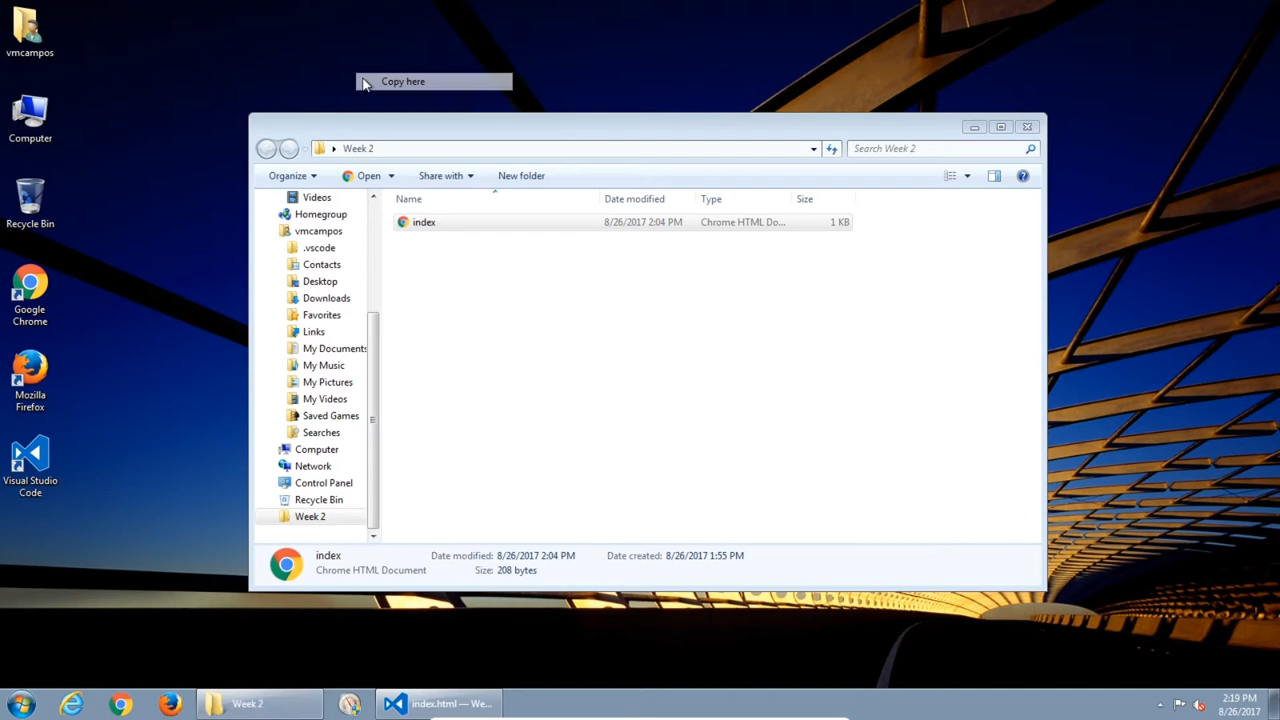 vmcampos
Computer
Recycle Bin
Google
Chrome
Mozilla
Firefox
Visual Studio
Code
Copy here
Week 2
Search Week 2
Organize
Open
Share with
New folder
Name
Date modified
Type
Size
index
8/26/2017 2:04 PM
Chrome HTML Do...
1 KB
Videos
Homegroup
vmcampos
.vscode
Contacts
Desktop
Downloads
Favorites
Links
My Documents
My Music
My Pictures
My Videos
Saved Games
Searches
Computer
Network
Control Panel
Recycle Bin
Week 2
index
Date modified: 8/26/2017 2:04 PM
Date created: 8/26/2017 1:55 PM
Chrome HTML Document
Size: 208 bytes
Week 2
index.html — We...
2:19 PM
8/26/2017